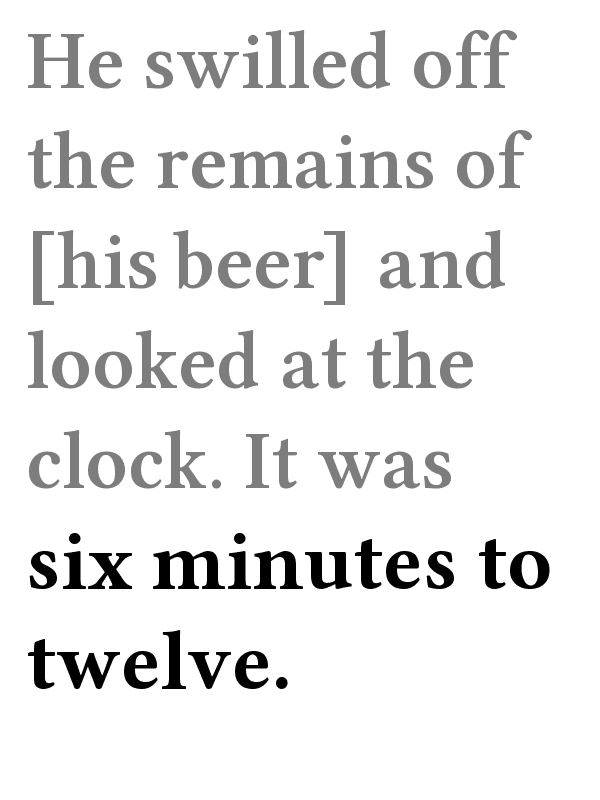 He swilled off
the remains of
[his beer] and
looked at the
clock. It was
six minutes to
twelve.